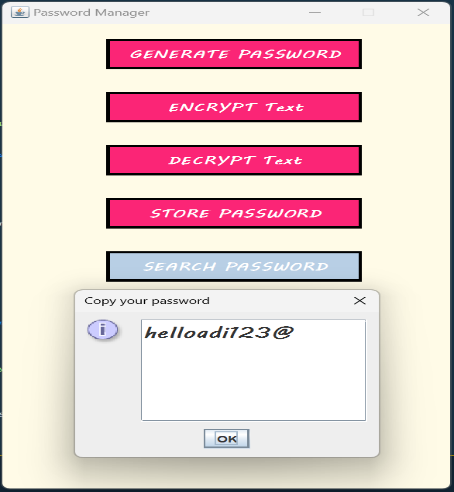 Password Manager
GENERATE PASSWORD
ENCRYPT Text
DECRYPT Text
STORE PASSWORD
SEARCH PASSWORD
Copy your password
helloadi123@
OK